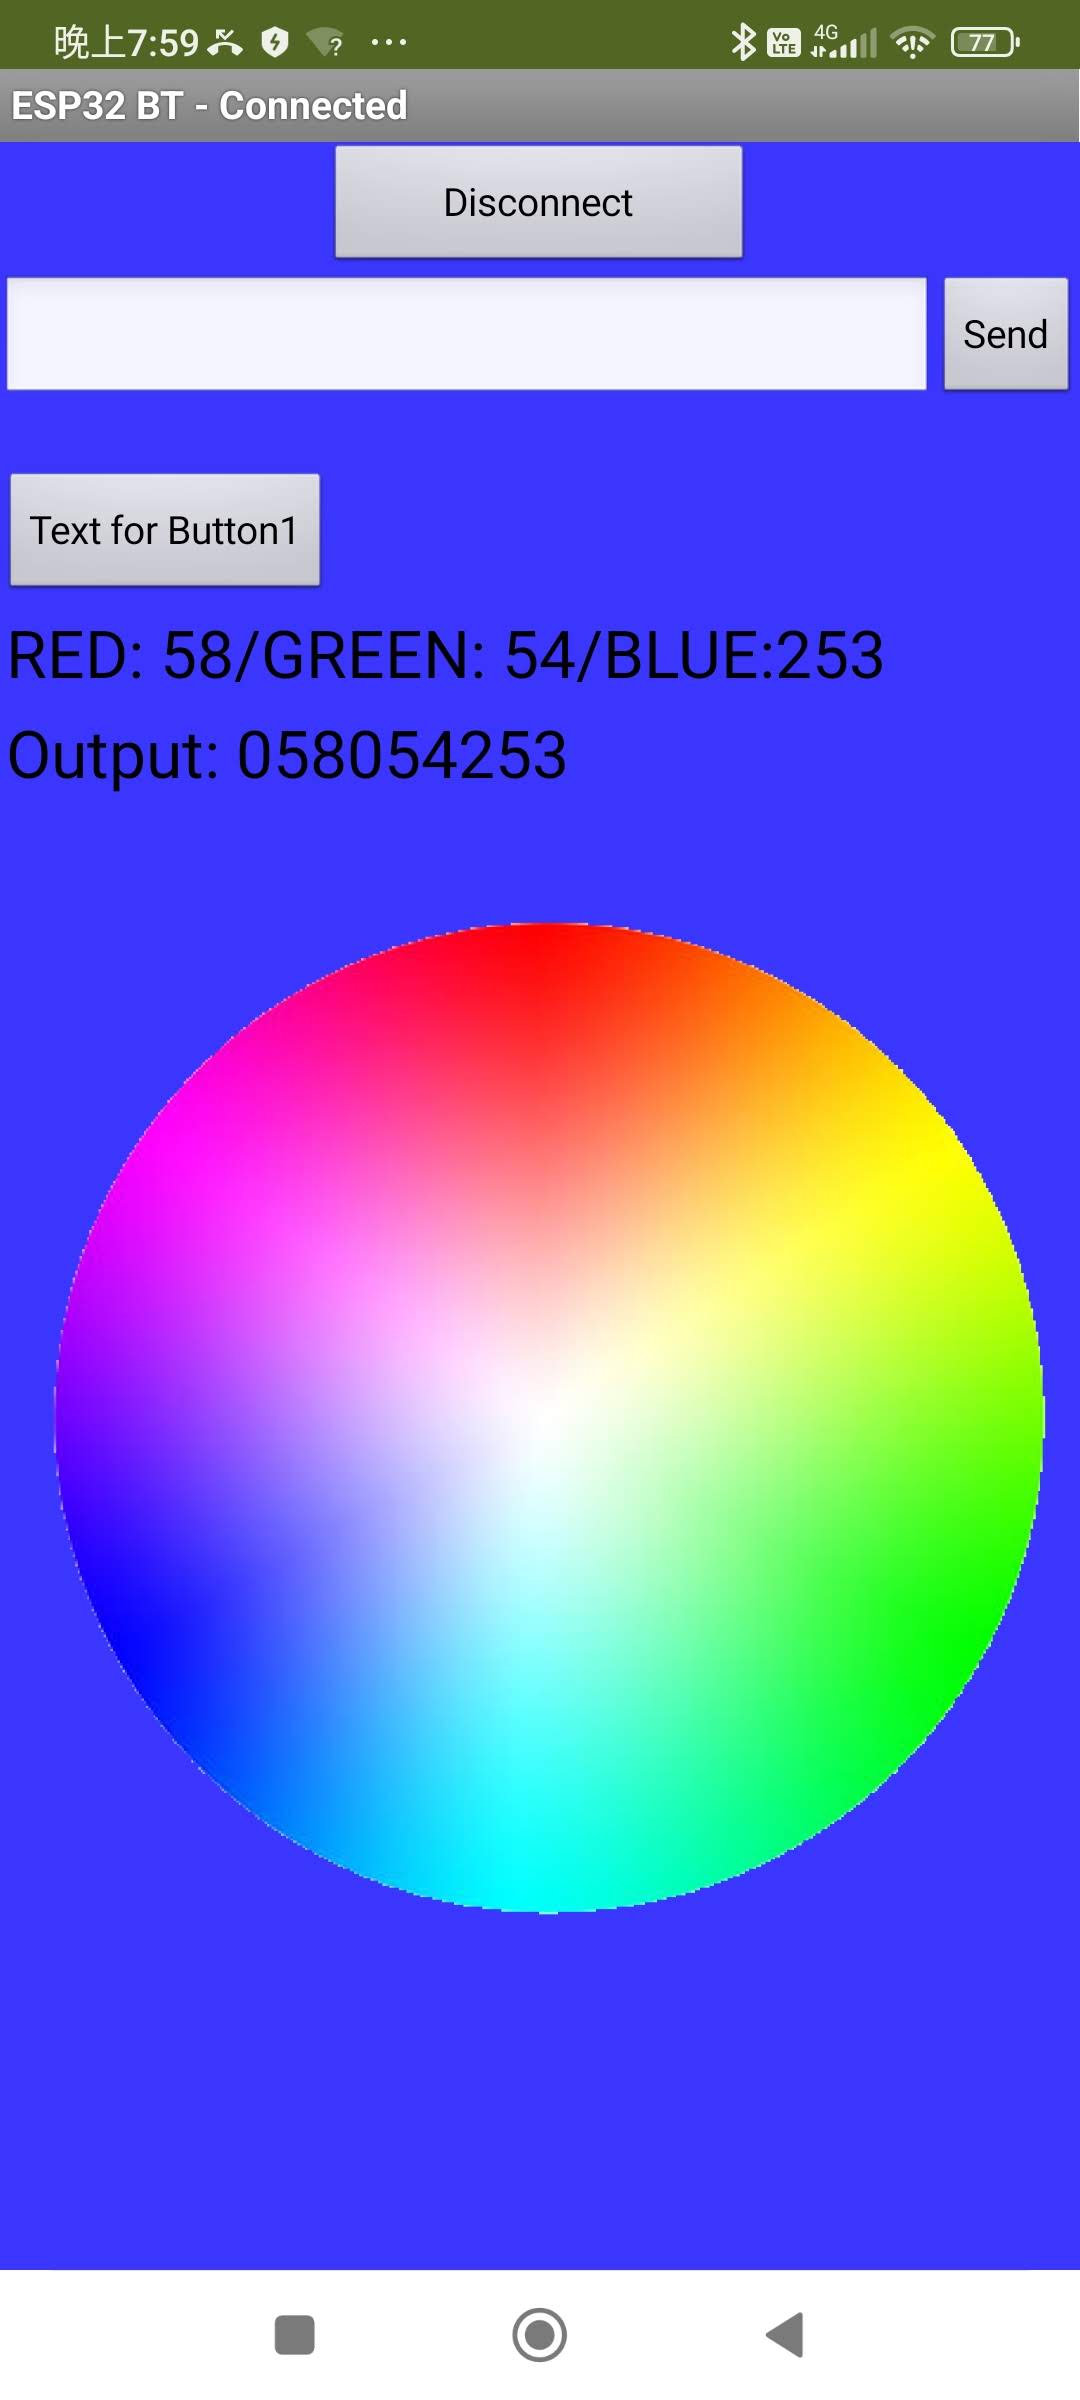 晚上7:59 ? Vo LTE 4G 77
ESP32 BT - Connected
Disconnect
Send
Text for Button1
RED: 58/GREEN: 54/BLUE:253
Output: 058054253